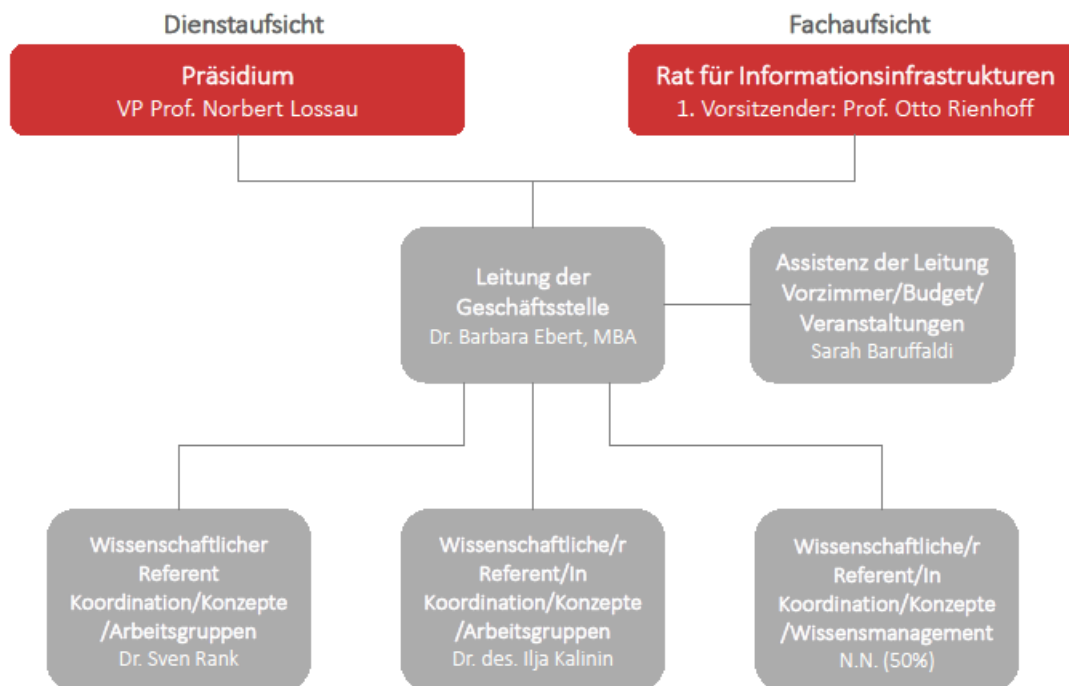 Dienstaufsicht
Fachaufsicht
Präsidium
VP Prof. Norbert Lossau
Rat für Informationsinfrastrukturen
1. Vorsitzender: Prof. Otto Rienhoff
Leitung der
Geschäftsstelle
Dr. Barbara Ebert, MBA
Assistenz der Leitung
Vorzimmer/Budget/
Veranstaltungen
Sarah Baruffaldi
Wissenschaftlicher
Referent
Koordination/Konzepte
/Arbeitsgruppen
Dr. Sven Rank
Wissenschaftliche/r
Referent/In
Koordination/Konzepte
/Arbeitsgruppen
Dr. des. Ilja Kalinin
Wissenschaftliche/r
Referent/In
Koordination/Konzepte
/Wissensmanagement
N.N. (50%)